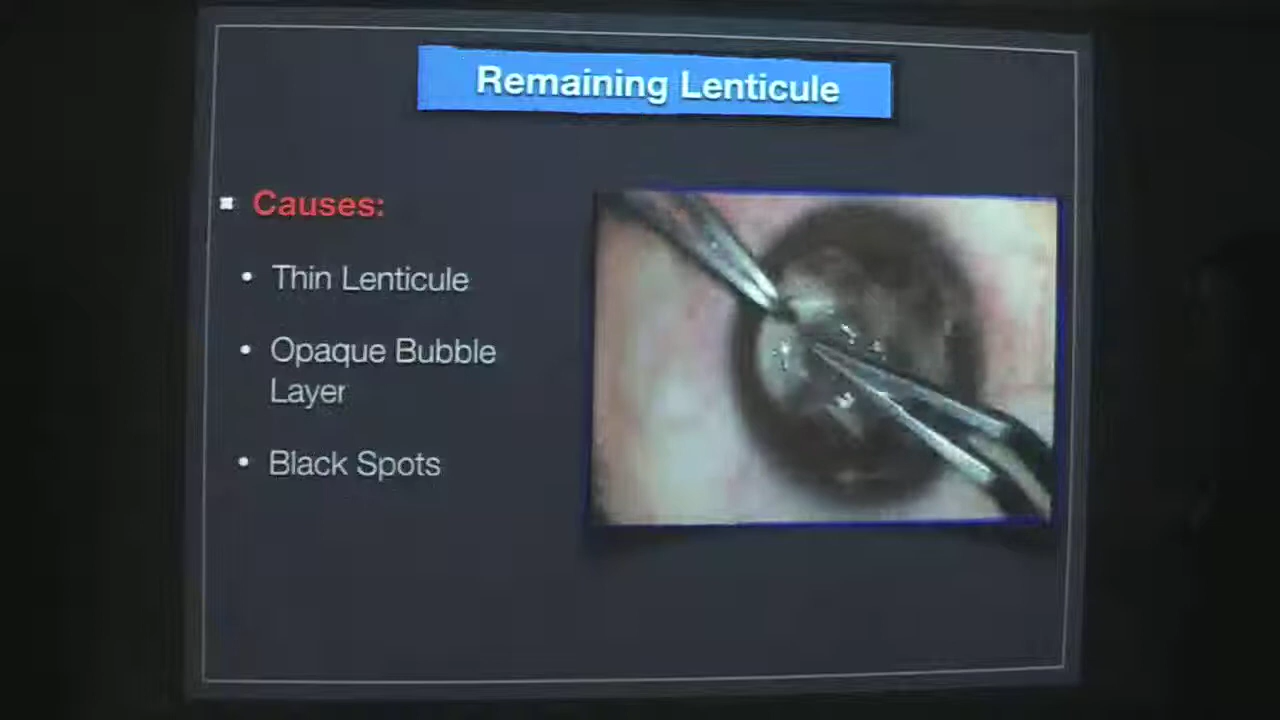 Remaining Lenticule
Causes:
Thin Lenticule
Opaque Bubble
Layer
Black Spots